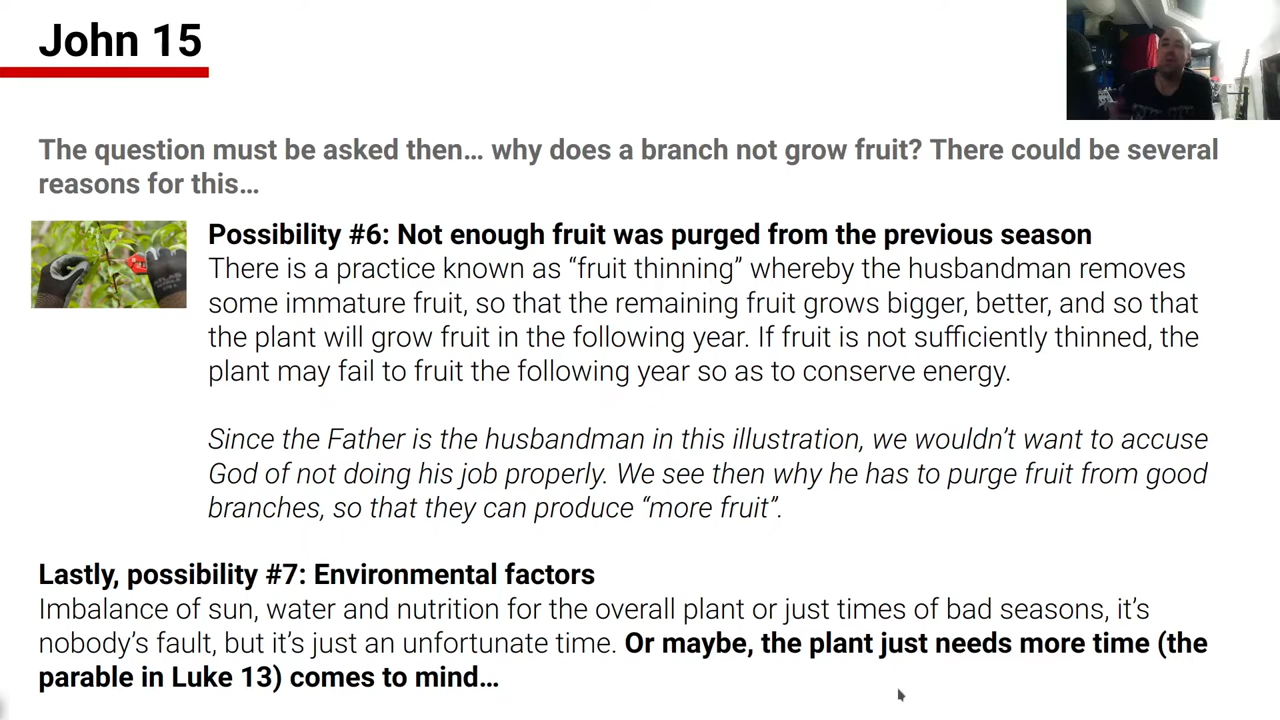 John 15
The question must be asked then… why does a branch not grow fruit? There could be several
reasons for this…
Possibility #6: Not enough fruit was purged from the previous season
There is a practice known as “fruit thinning” whereby the husbandman removes
some immature fruit, so that the remaining fruit grows bigger, better, and so that
the plant will grow fruit in the following year. If fruit is not sufficiently thinned, the
plant may fail to fruit the following year so as to conserve energy.
Since the Father is the husbandman in this illustration, we wouldn’t want to accuse
God of not doing his job properly. We see then why he has to purge fruit from good
branches, so that they can produce “more fruit”.
Lastly, possibility #7: Environmental factors
Imbalance of sun, water and nutrition for the overall plant or just times of bad seasons, it’s
nobody’s fault, but it’s just an unfortunate time. Or maybe, the plant just needs more time (the
parable in Luke 13) comes to mind…